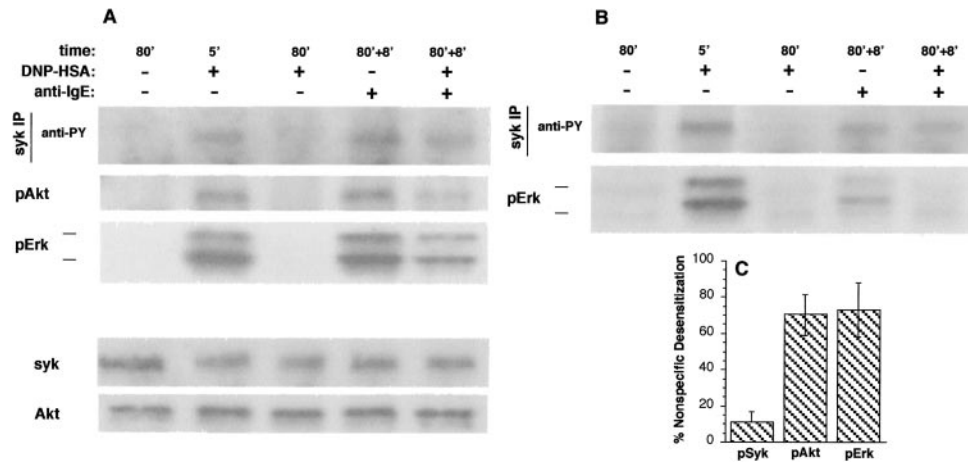 A
time: 80' 5' 80' 80'+8' 80'+8'
DNP-HSA: - + + - +
anti-IgE: - - - + +
syk IP anti-PY
pAkt
pErk
syk
Akt
B
80' 5' 80' 80'+8' 80'+8'
- + + - +
- - - + +
syk IP anti-PY
pErk
C
% Nonspecific Desensitization
100
80
60
40
20
0
pSyk pAkt pErk